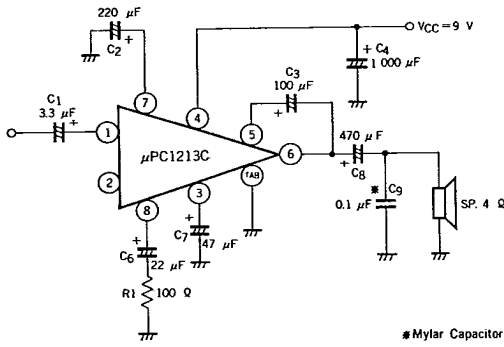 220 μF
+
C2
VCC=9 V
+
C4
1 000 μF
C3
100 μF
+
C1
3.3 μF
+
7
4
5
1
μPC1213C
6
470 μF
+
C8
2
8
3
TAB
✱
C9
0.1 μF
SP. 4 Ω
+
C7
47 μF
+
C6
22 μF
R1
100 Ω
✱Mylar Capacitor